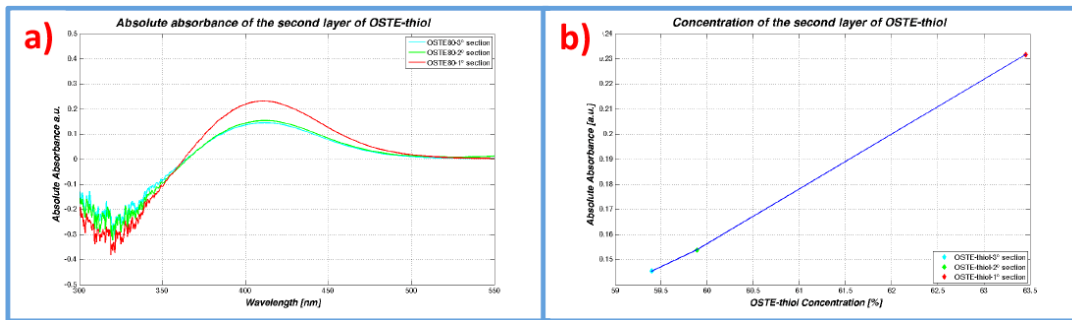 a)
Absolute absorbance of the second layer of OSTE-thiol
0.5
0.4
0.3
0.2
0.1
0
-0.1
-0.2
-0.3
-0.4
-0.5
Absolute Absorbance a.u.
OSTE80-3° section
OSTE80-2° section
OSTE80-1° section
300
350
400
450
500
550
Wavelength [nm]
b)
Concentration of the second layer of OSTE-thiol
0.22
0.21
0.2
0.19
0.18
0.17
0.16
0.15
0.14
Absolute Absorbance [a.u.]
OSTE-thiol-3° section
OSTE-thiol-2° section
OSTE-thiol-1° section
59
59.5
60
60.5
61
61.5
62
62.5
63
63.5
OSTE-thiol Concentration [%]